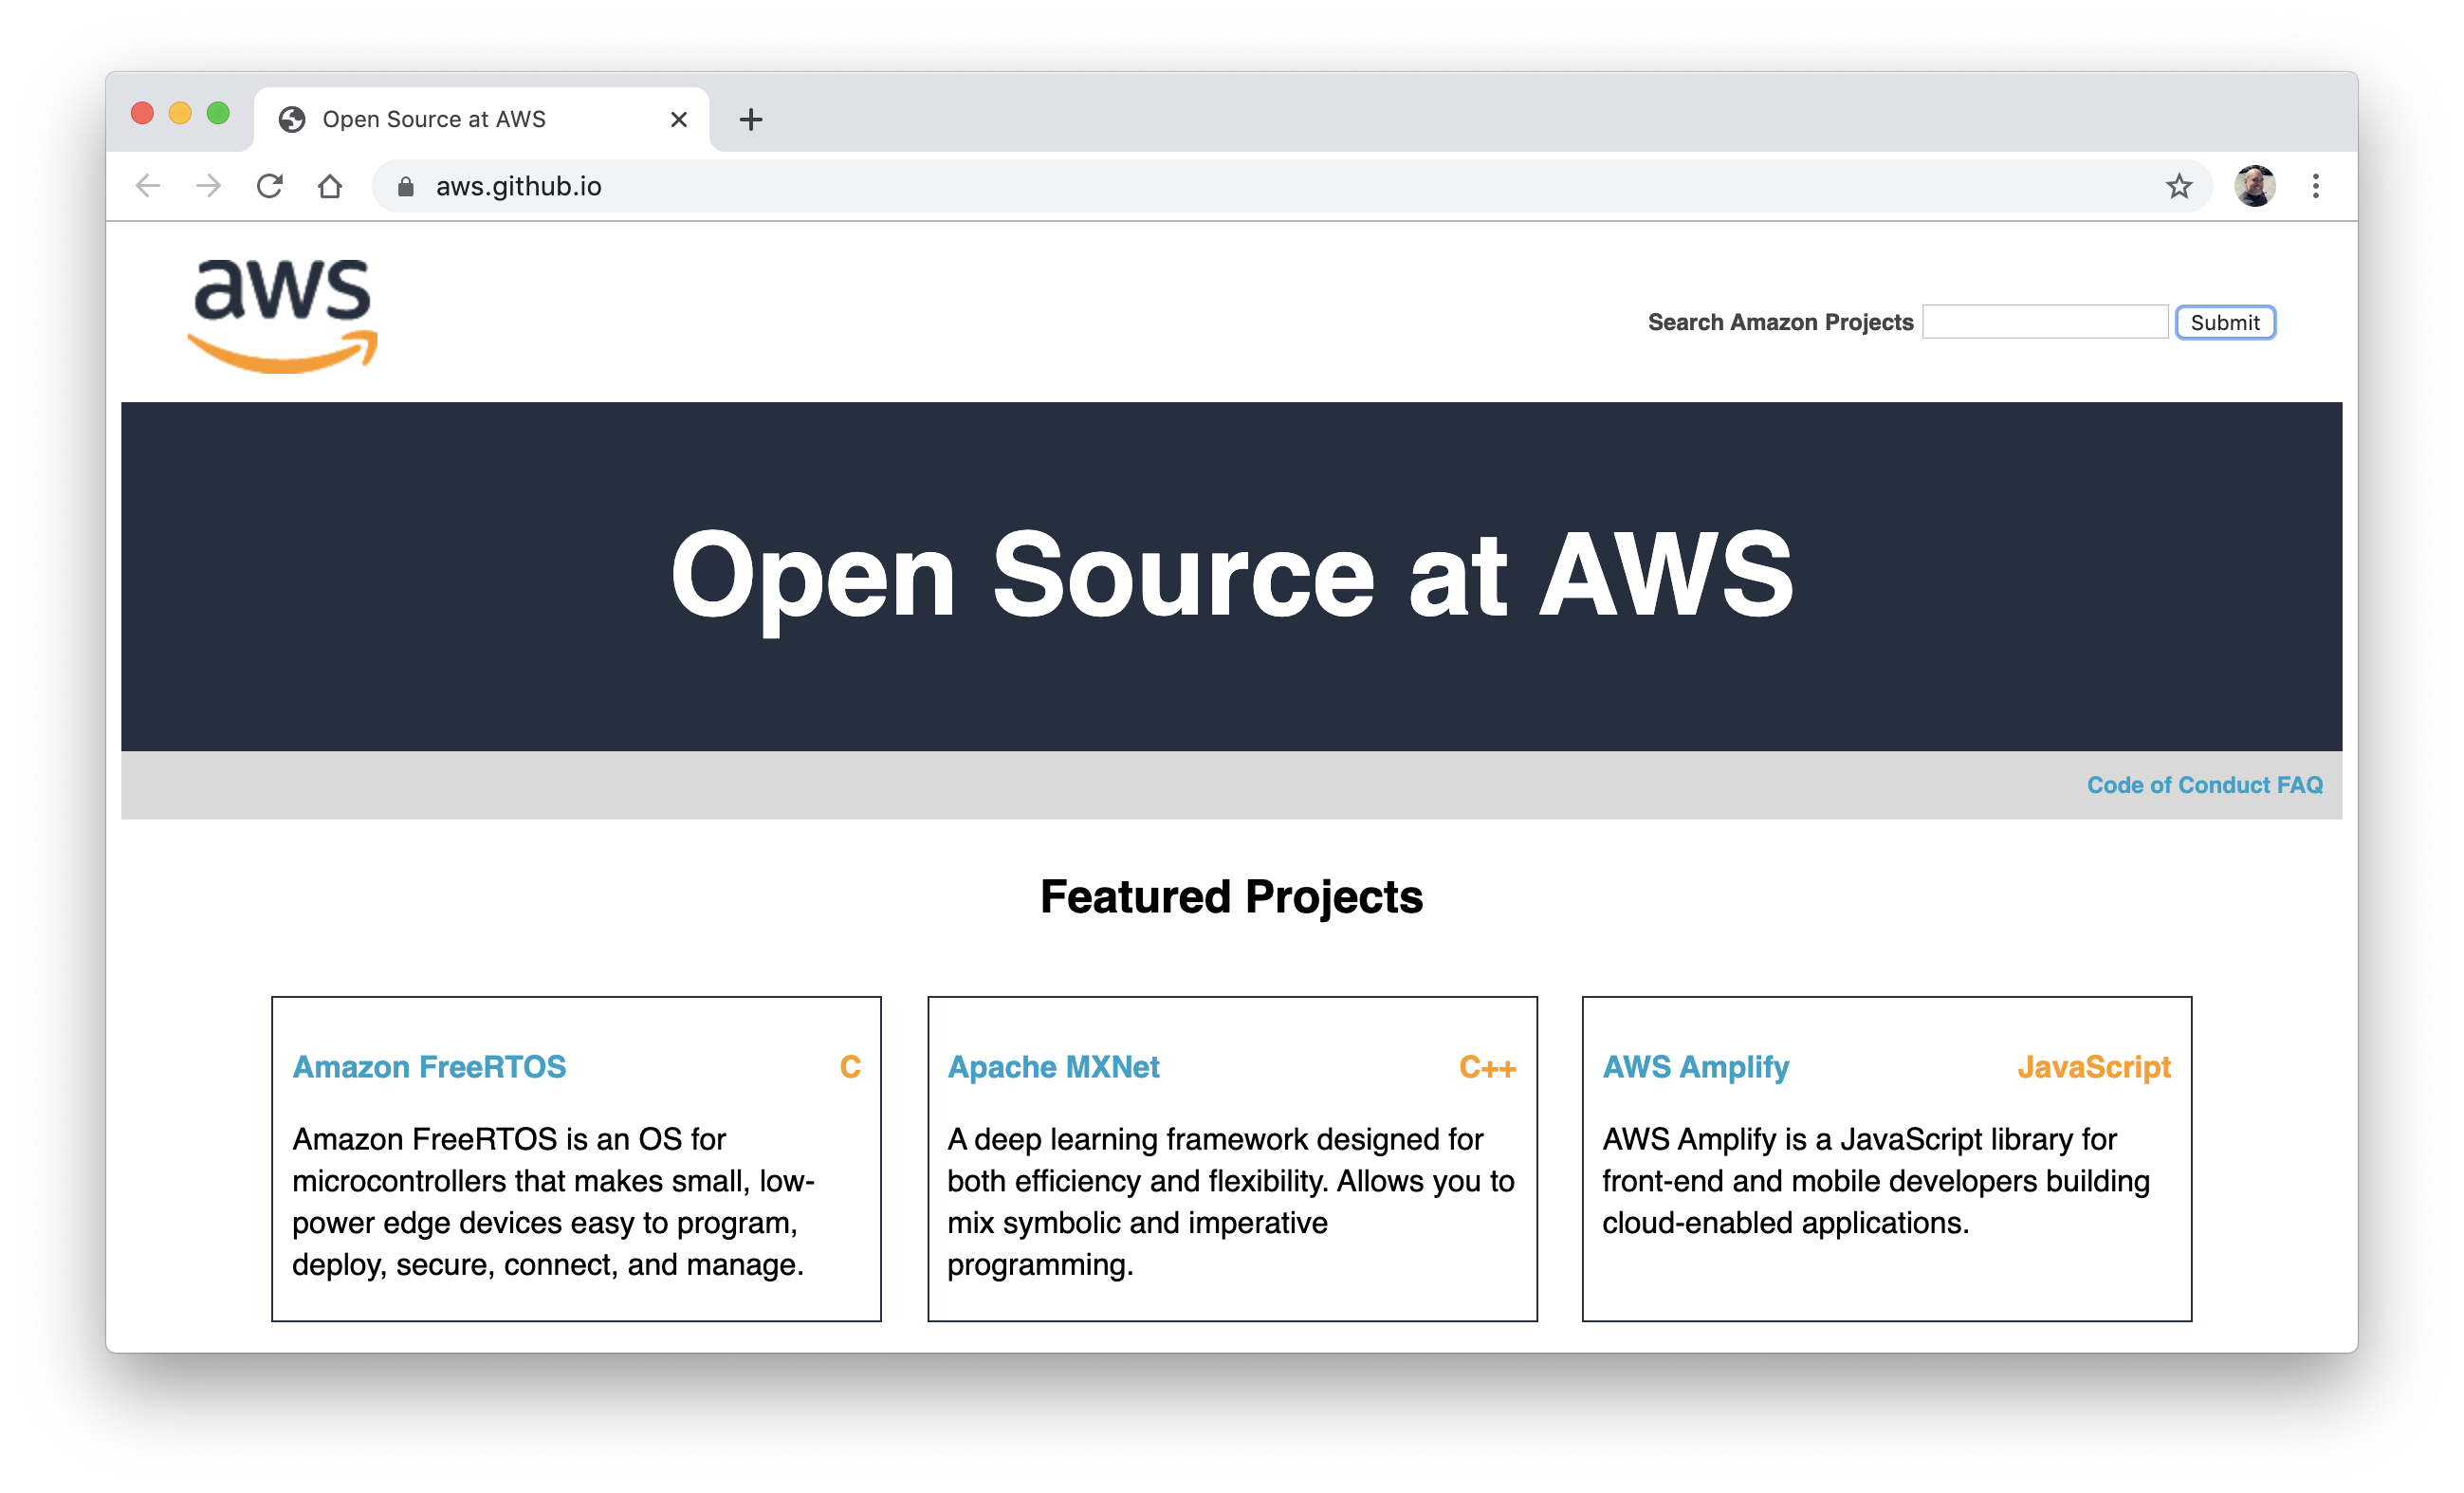 Open Source at AWS
aws.github.io
aws
Search Amazon Projects Submit
Open Source at AWS
Code of Conduct FAQ
Featured Projects
Amazon FreeRTOS C
Amazon FreeRTOS is an OS for
microcontrollers that makes small, low-
power edge devices easy to program,
deploy, secure, connect, and manage.
Apache MXNet C++
A deep learning framework designed for
both efficiency and flexibility. Allows you to
mix symbolic and imperative
programming.
AWS Amplify JavaScript
AWS Amplify is a JavaScript library for
front-end and mobile developers building
cloud-enabled applications.